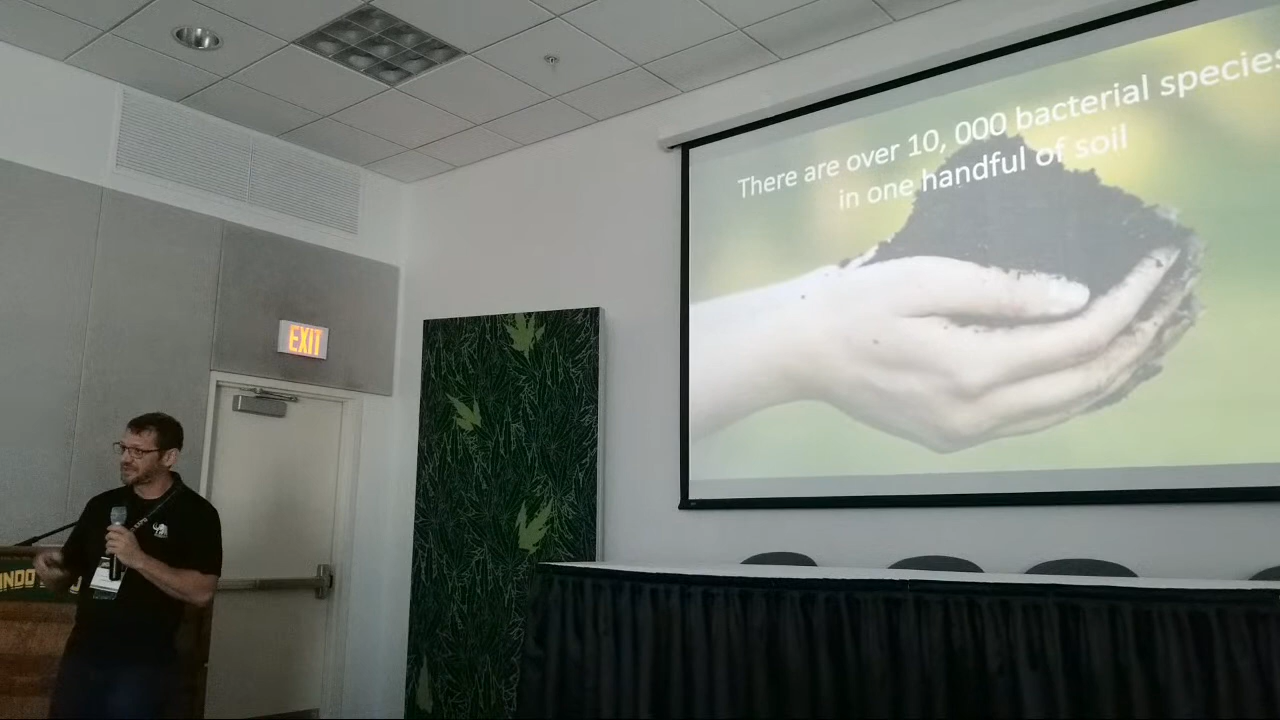 There are over 10, 000 bacterial species
in one handful of soil
EXIT